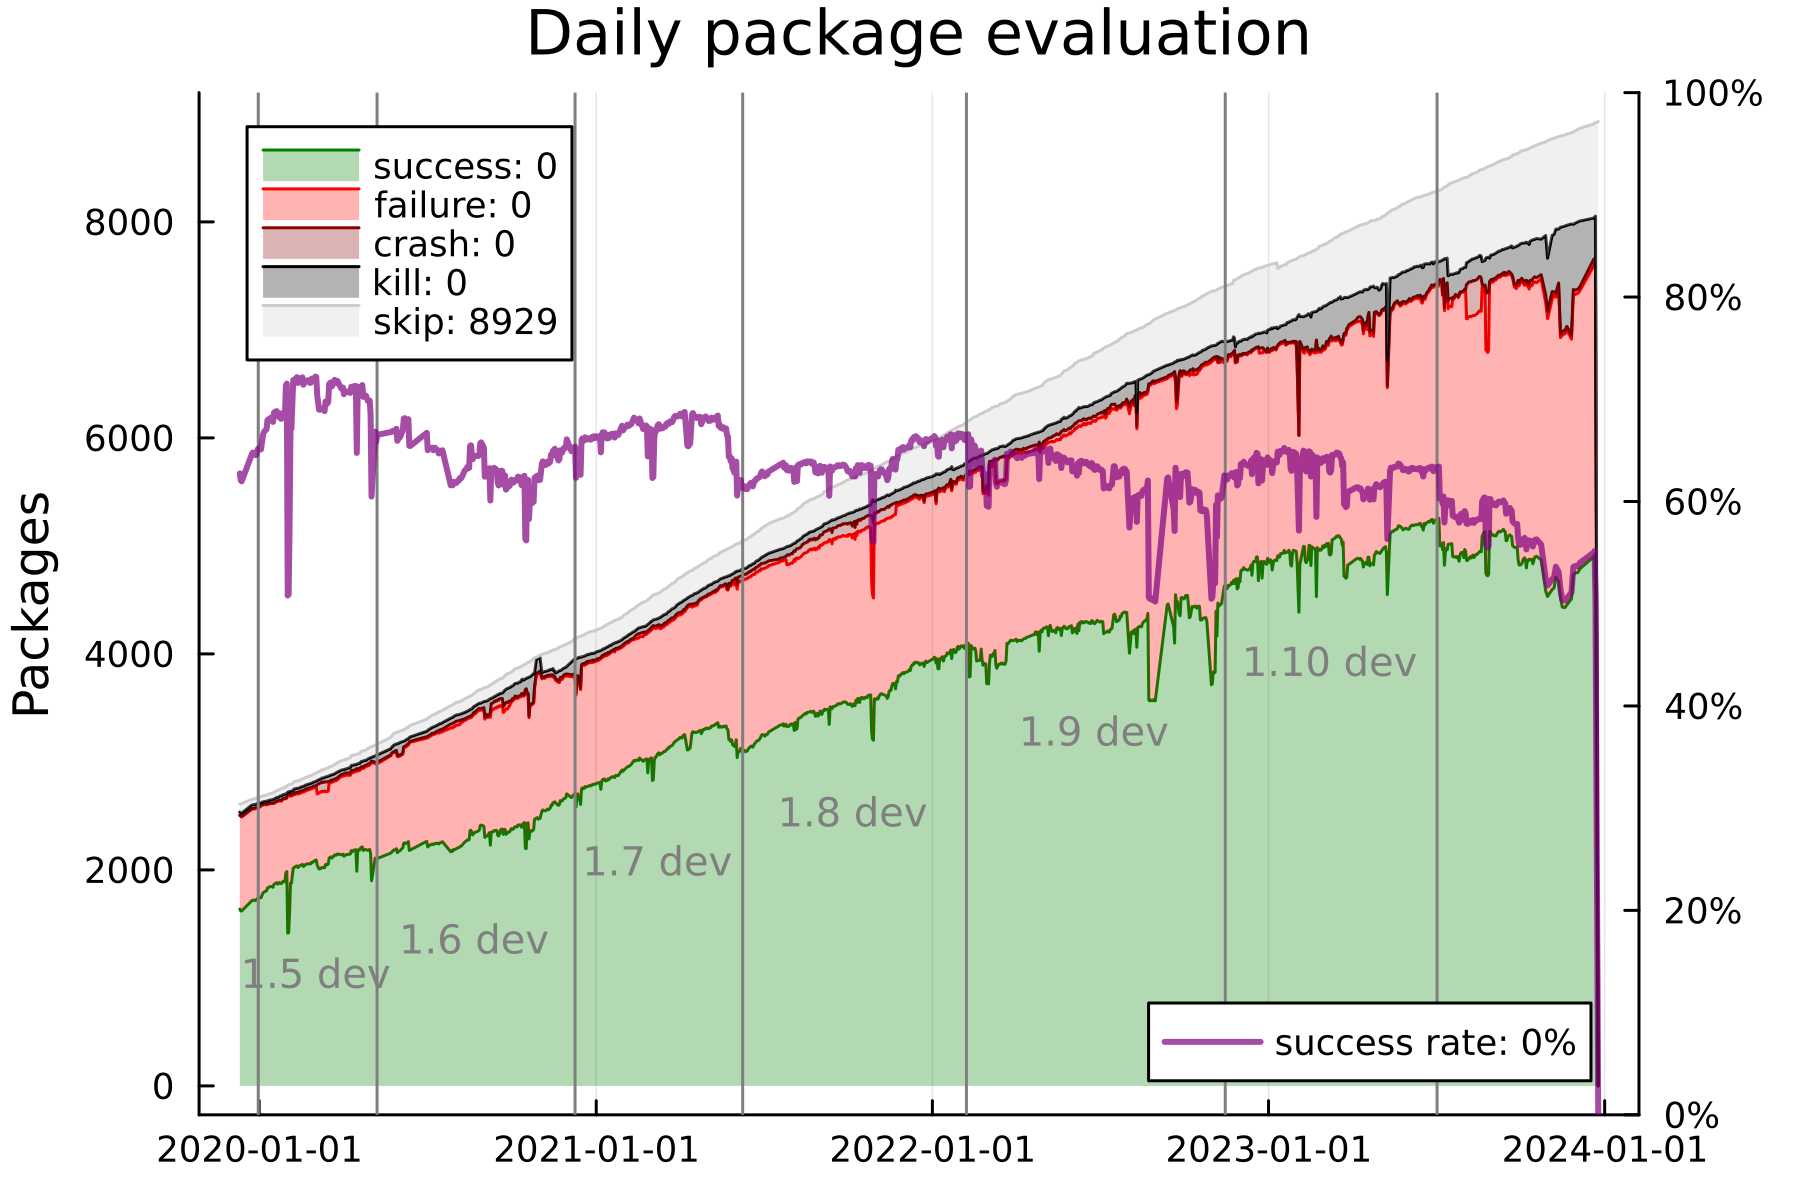 Daily package evaluation
100%
success: 0
failure: 0
crash: 0
kill: 0
skip: 8929
8000
80%
6000
60%
Packages
4000
1.10 dev
40%
1.9 dev
1.8 dev
1.7 dev
2000
1.6 dev
20%
1.5 dev
success rate: 0%
0
0%
2020-01-01
2021-01-01
2022-01-01
2023-01-01
2024-01-01